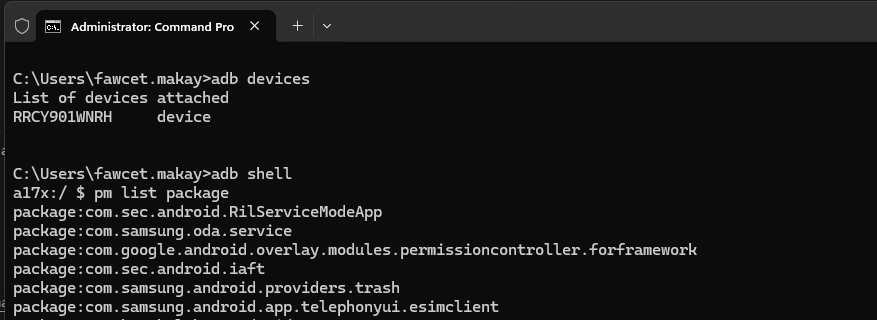 Administrator: Command Pro
C:\Users\fawcet.makay>adb devices
List of devices attached
RRCY901WNRH device
C:\Users\fawcet.makay>adb shell
a17x:/ $ pm list package
package:com.sec.android.RilServiceModeApp
package:com.samsung.oda.service
package:com.google.android.overlay.modules.permissioncontroller.forframework
package:com.sec.android.iaft
package:com.samsung.android.providers.trash
package:com.samsung.android.app.telephonyui.esimclient